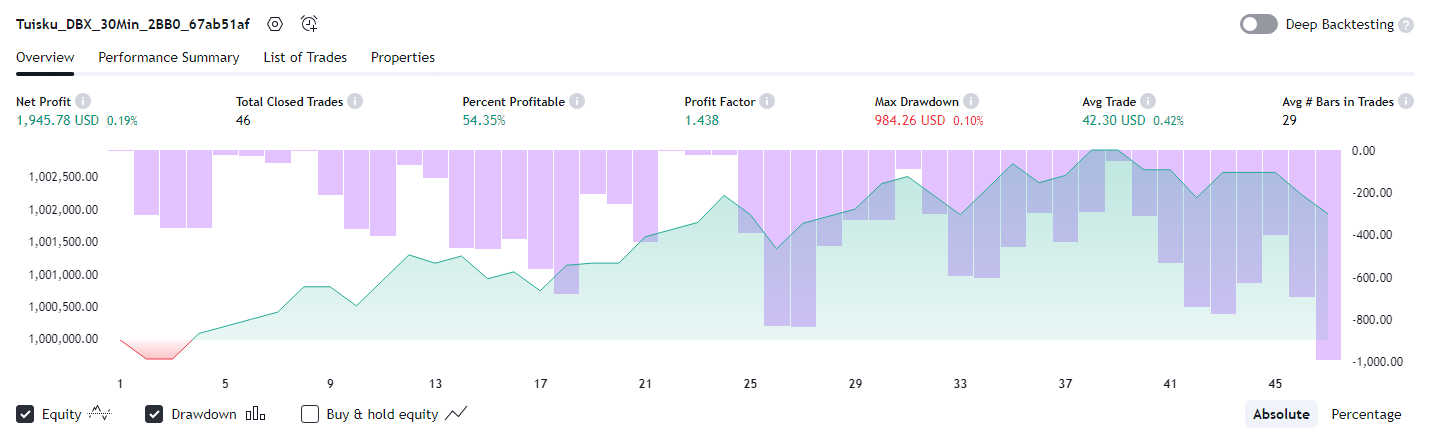 Tuisku_DBX_30Min_2BB0_67ab51af Deep Backtesting ?
Overview Performance Summary List of Trades Properties
Net Profit i Total Closed Trades i Percent Profitable i Profit Factor i Max Drawdown i Avg Trade i Avg # Bars in Trades i
1,945.78 USD 0.19% 46 54.35% 1.438 984.26 USD 0.10% 42.30 USD 0.42% 29
0.00
1,002,500.00
-200.00
1,002,000.00
-400.00
1,001,500.00
1,001,000.00
-600.00
1,000,500.00
-800.00
1,000,000.00
-1,000.00
1 5 9 13 17 21 25 29 33 37 41 45
Equity Drawdown Buy & hold equity Absolute Percentage